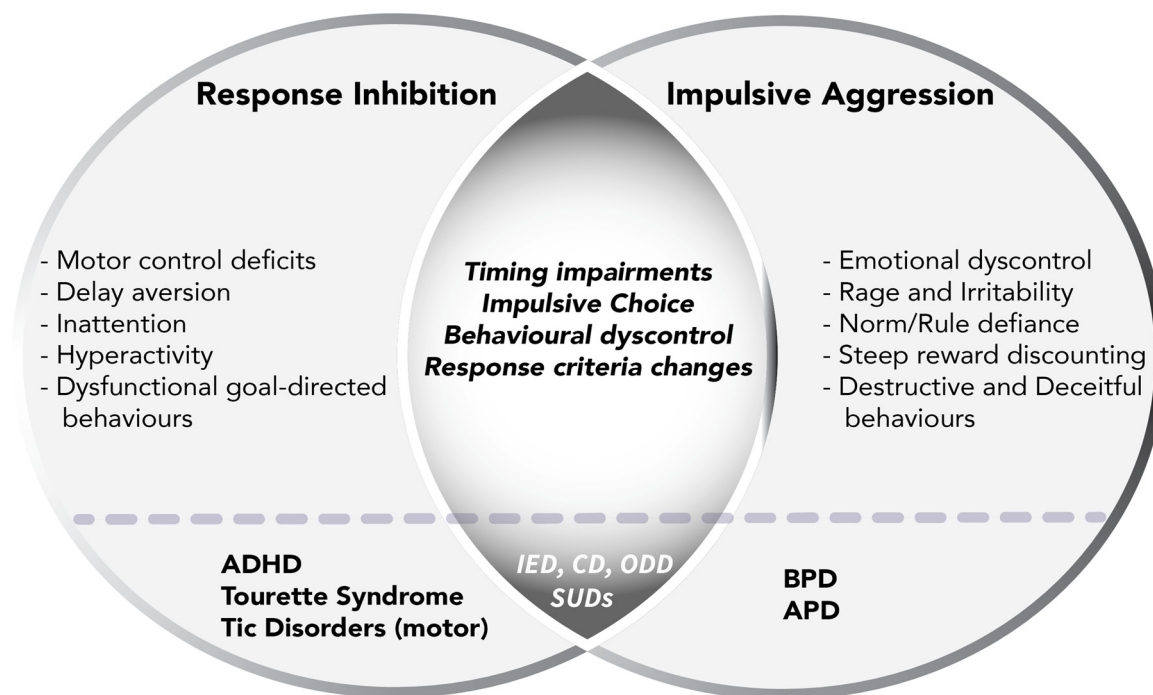 Response Inhibition
Impulsive Aggression
- Motor control deficits
- Delay aversion
- Inattention
- Hyperactivity
- Dysfunctional goal-directed
behaviours
Timing impairments
Impulsive Choice
Behavioural dyscontrol
Response criteria changes
- Emotional dyscontrol
- Rage and Irritability
- Norm/Rule defiance
- Steep reward discounting
- Destructive and Deceitful
behaviours
ADHD
Tourette Syndrome
Tic Disorders (motor)
IED, CD, ODD
SUDs
BPD
APD